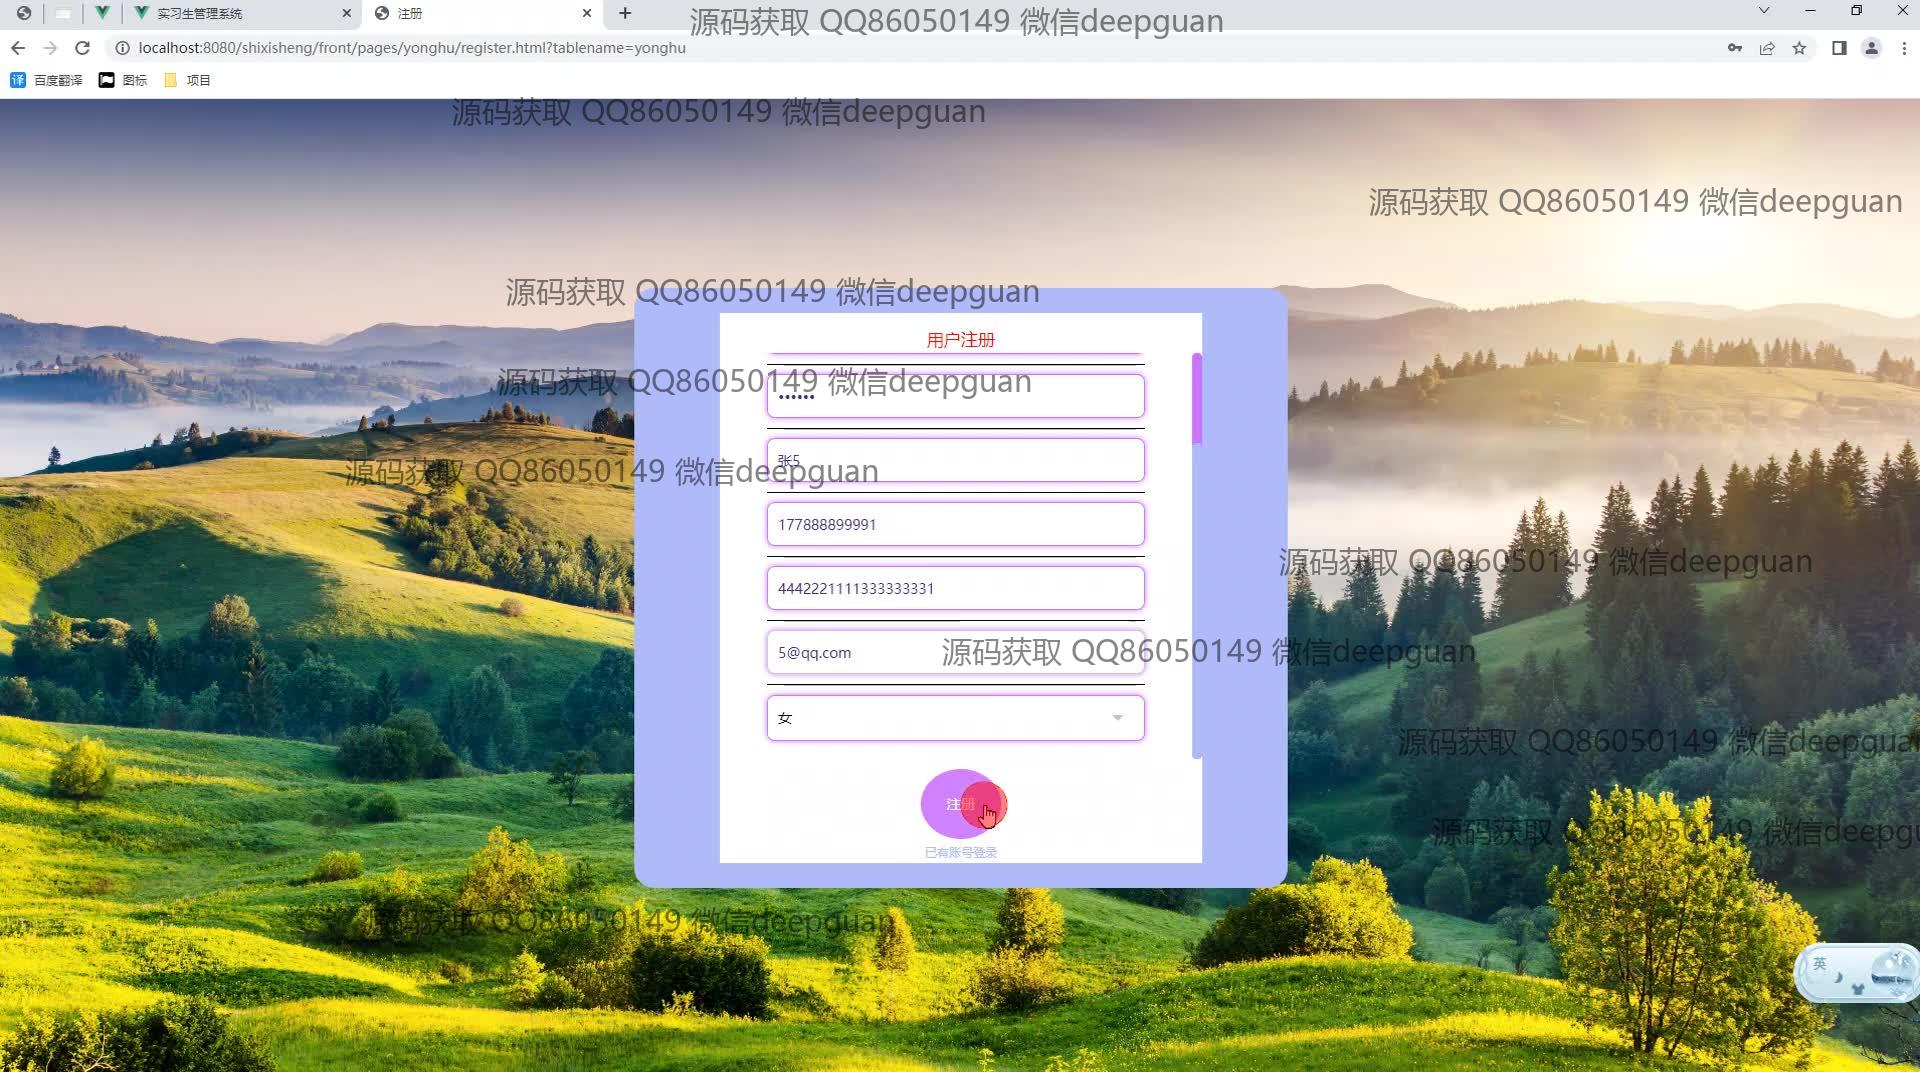 实习生管理系统
注册
源码获取 QQ86050149 微信deepguan
localhost:8080/shixisheng/front/pages/yonghu/register.html?tablename=yonghu
译 百度翻译
图标
项目
源码获取 QQ86050149 微信deepguan
源码获取 QQ86050149 微信deepguan
源码获取 QQ86050149 微信deepguan
用户注册
源码获取 QQ86050149 微信deepguan
••••••
张5
源码获取 QQ86050149 微信deepguan
177888899991
源码获取 QQ86050149 微信deepguan
4442221111333333331
5@qq.com
源码获取 QQ86050149 微信deepguan
女
源码获取 QQ86050149 微信deepguan
注册
源码获取 QQ86050149 微信deepgu
已有账号登录
源码获取 QQ86050149 微信deepguan
英